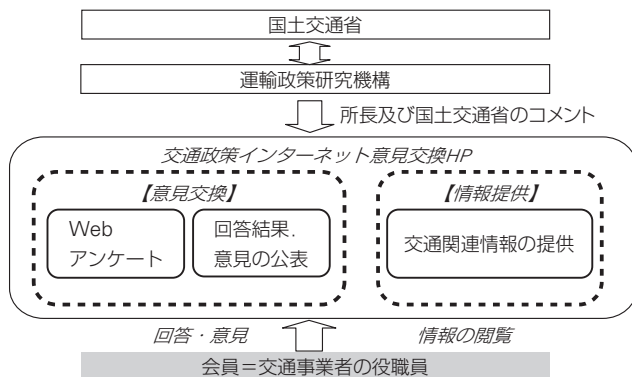 国土交通省
運輸政策研究機構
所長及び国土交通省のコメント
交通政策インターネット意見交換HP
【意見交換】
【情報提供】
Web
アンケート
回答結果.
意見の公表
交通関連情報の提供
回答・意見
情報の閲覧
会員＝交通事業者の役職員